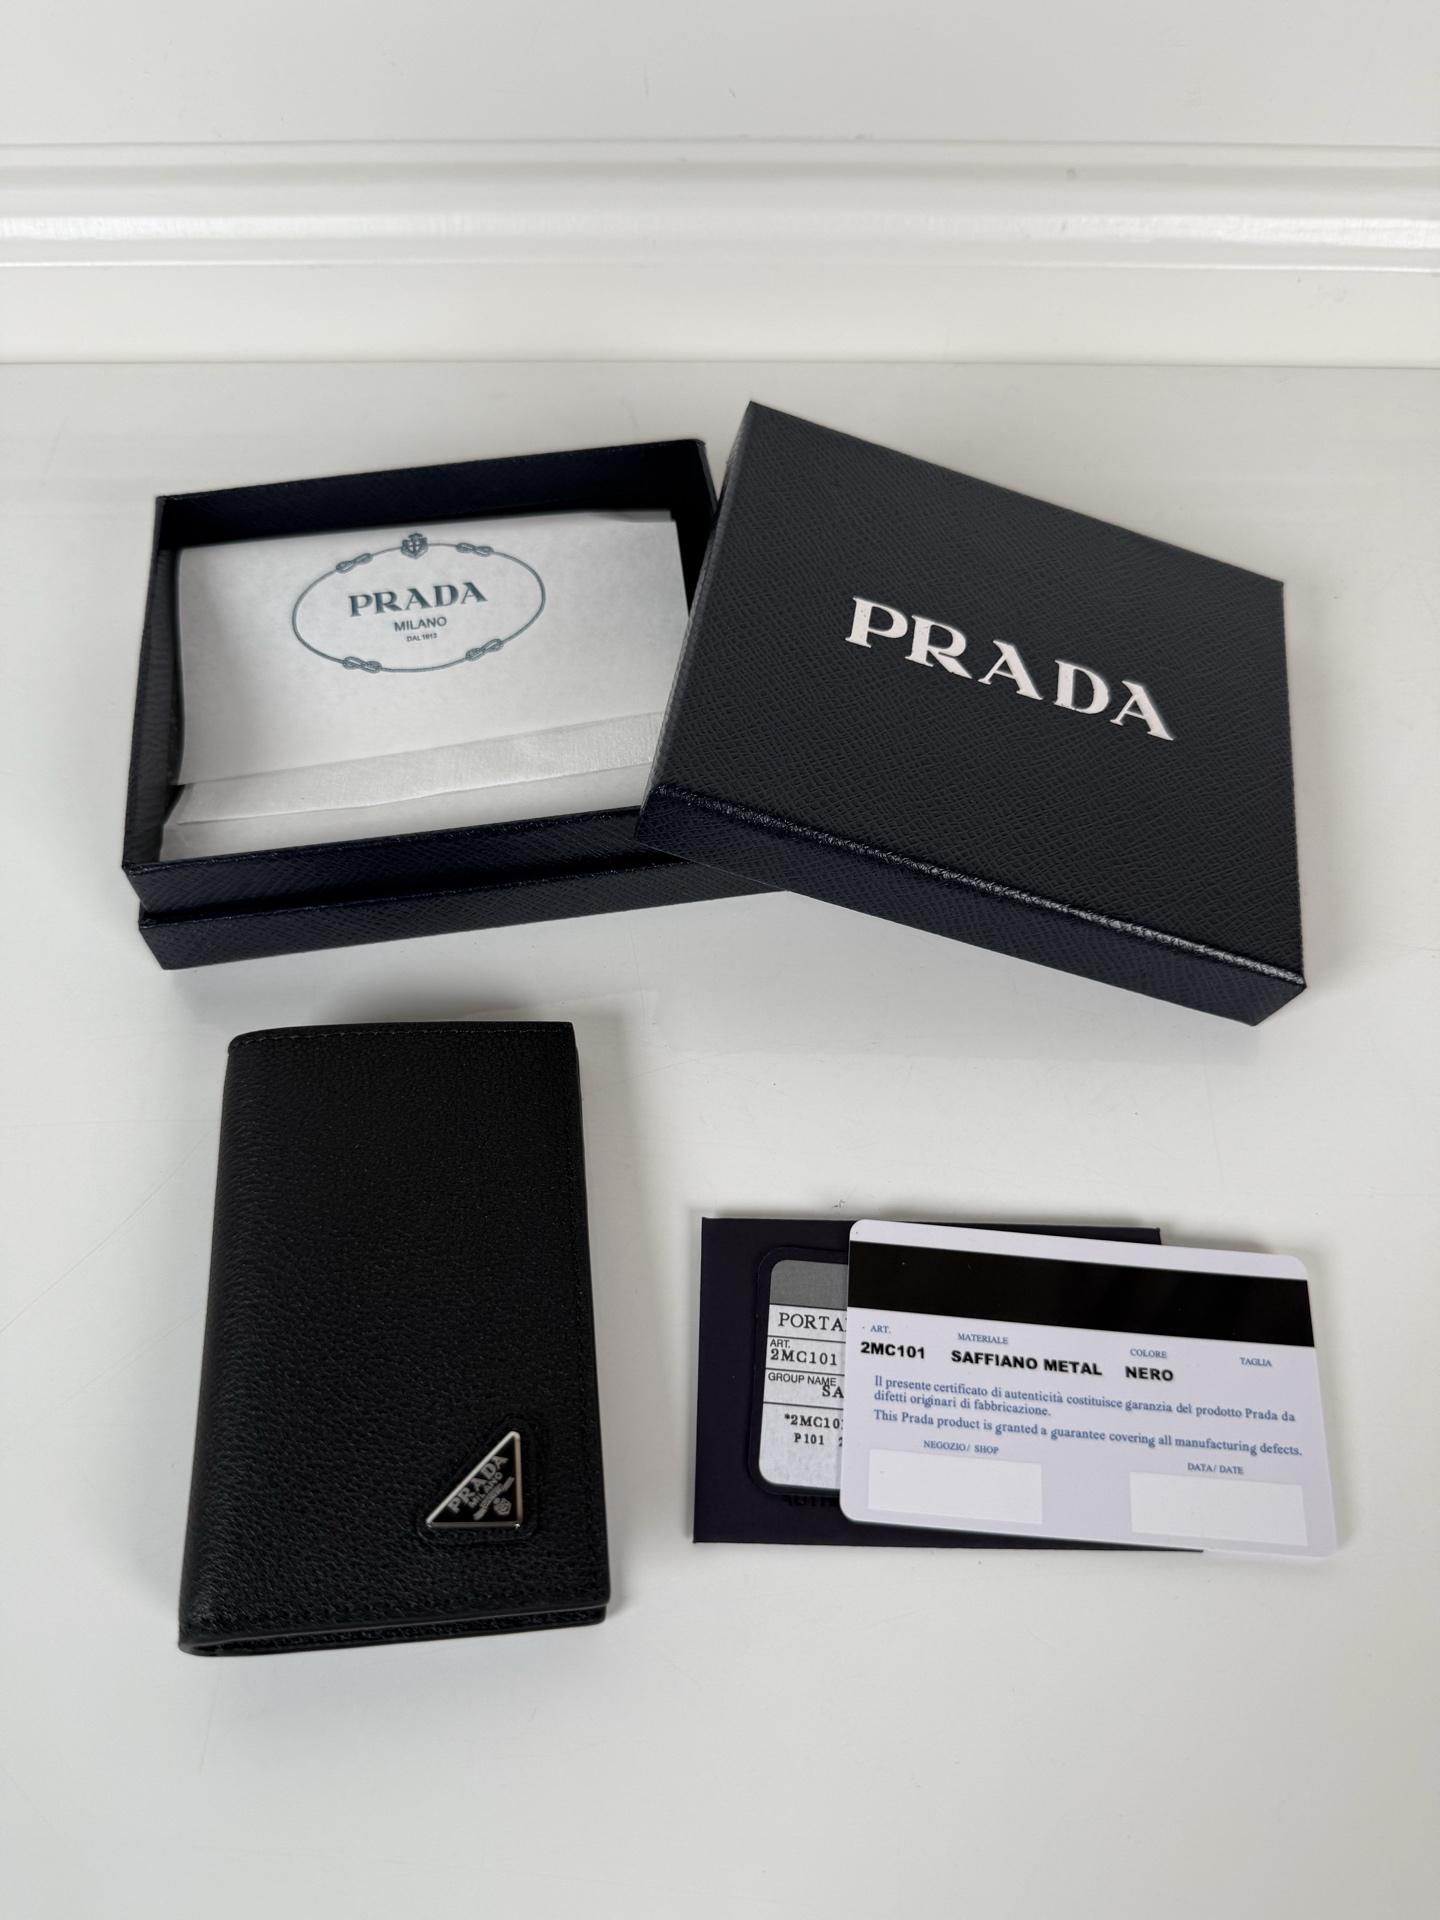 PRADA
MILANO
DAL 1913
PRADA
PRADA
MILANO
PORTA
ART.
2MC101
GROUP NAME
SA
*2MC10
P101
ART. MATERIALE COLORE TAGLIA
2MC101 SAFFIANO METAL NERO
Il presente certificato di autenticità costituisce garanzia del prodotto Prada da
difetti originari di fabbricazione.
This Prada product is granted a guarantee covering all manufacturing defects.
NEGOZIO/ SHOP DATA/ DATE